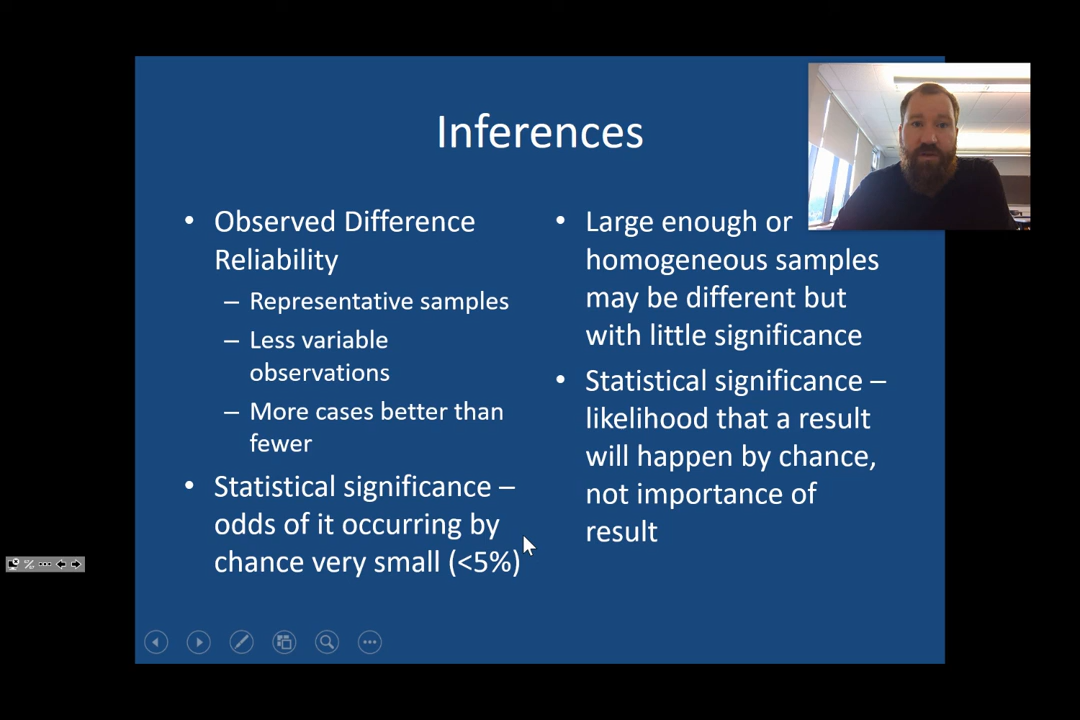 Inferences
• Observed Difference
Reliability
– Representative samples
– Less variable
observations
– More cases better than
fewer
• Statistical significance –
odds of it occurring by
chance very small (<5%)
• Large enough or
homogeneous samples
may be different but
with little significance
• Statistical significance –
likelihood that a result
will happen by chance,
not importance of
result